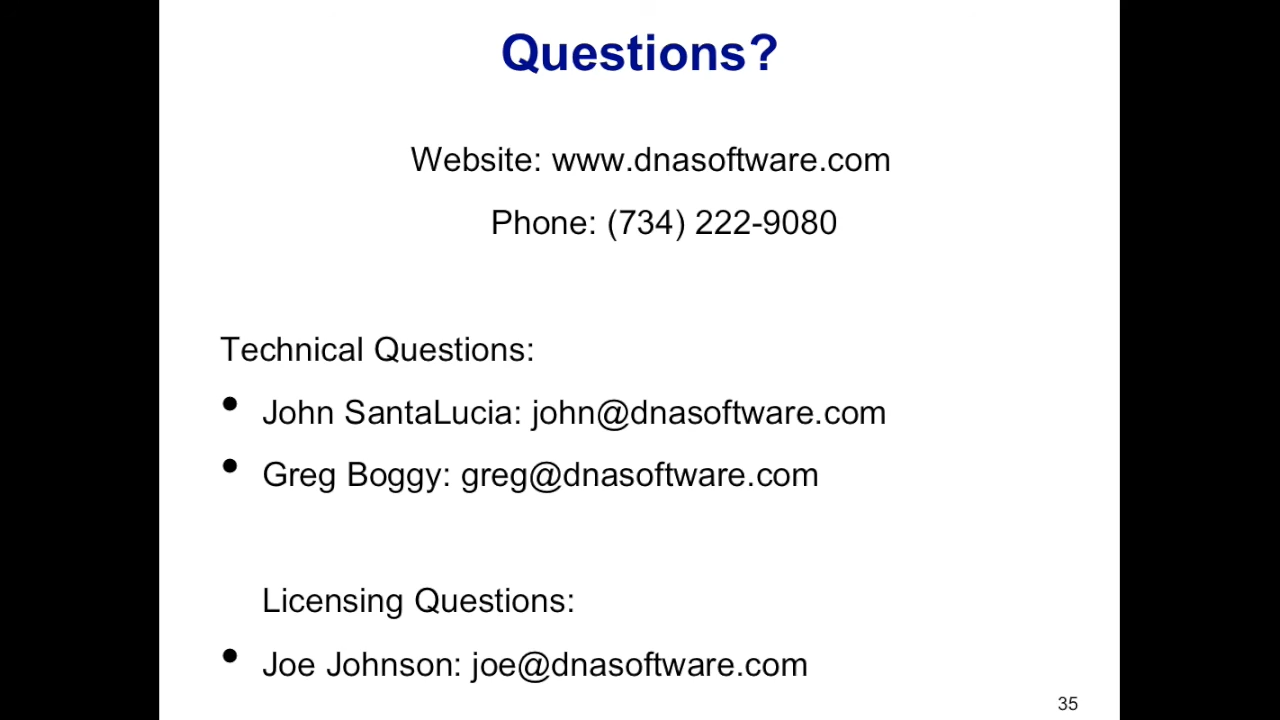 Questions?
Website: www.dnasoftware.com
Phone: (734) 222-9080
Technical Questions:
• John SantaLucia: john@dnasoftware.com
• Greg Boggy: greg@dnasoftware.com
Licensing Questions:
• Joe Johnson: joe@dnasoftware.com
35